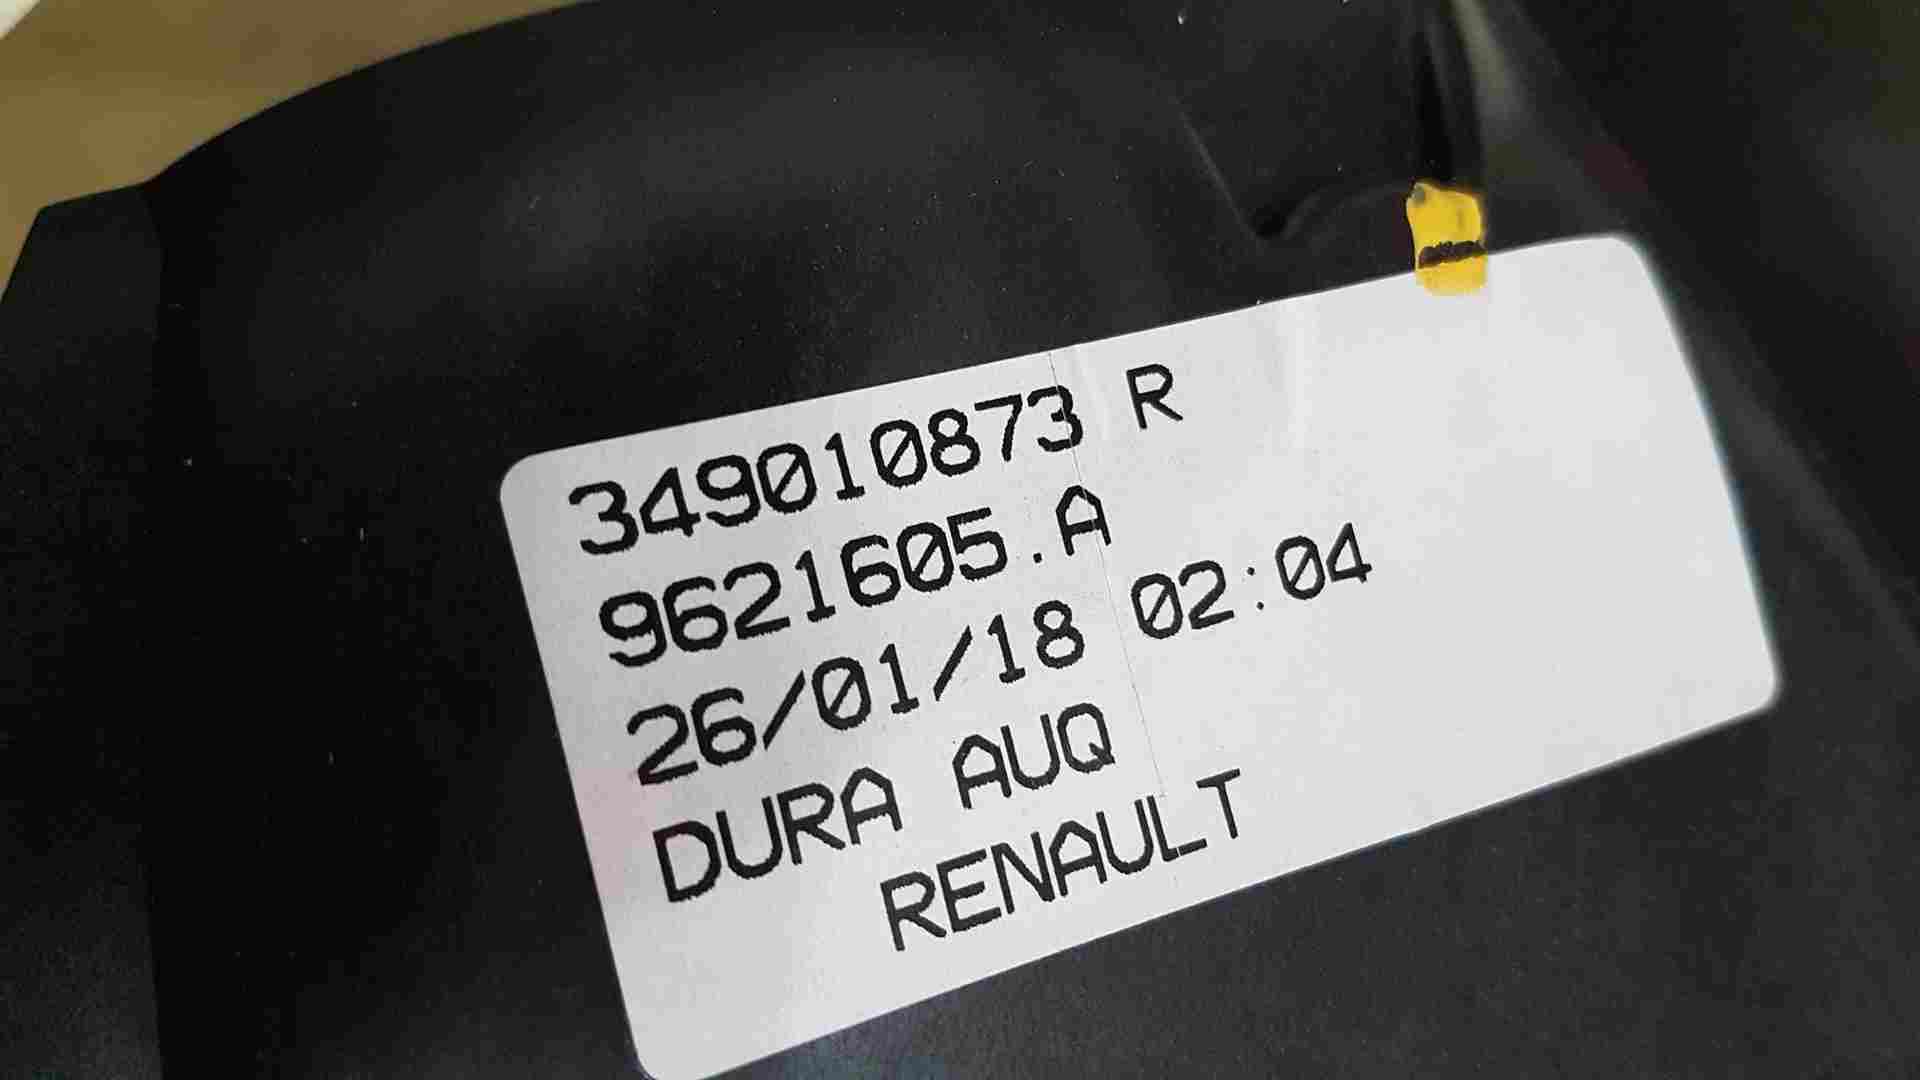 349010873 R
9621605.A
26/01/18 02:04
DURA AUQ
RENAULT